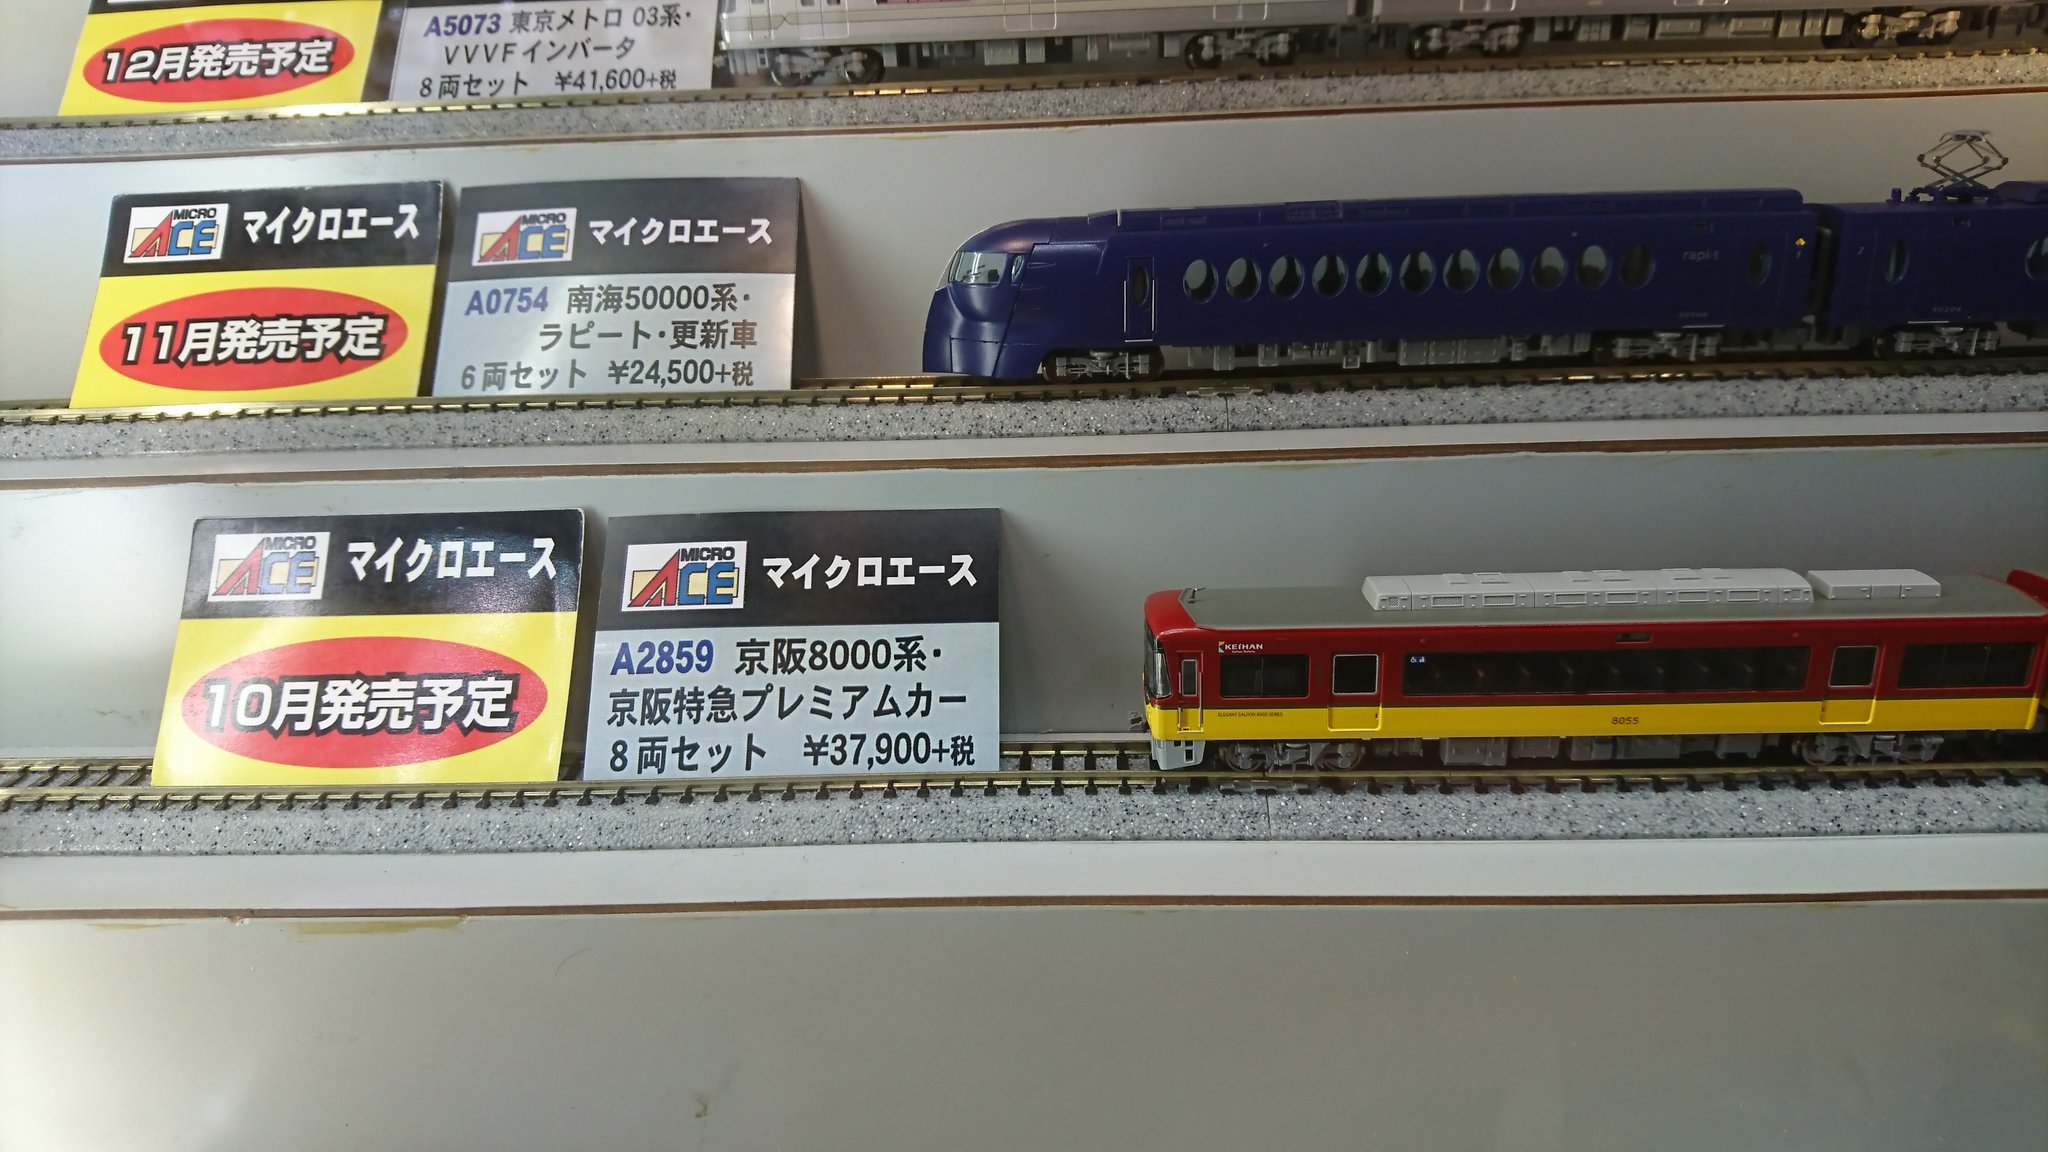 12月発売予定
A5073 東京メトロ 03系・
VVVFインバータ
8両セット ¥41,600+税
MICRO ACE マイクロエース
11月発売予定
MICRO ACE マイクロエース
A0754 南海50000系・
ラピート・更新車
6両セット ¥24,500+税
rapi:t
MICRO ACE マイクロエース
10月発売予定
MICRO ACE マイクロエース
A2859 京阪8000系・
京阪特急プレミアムカー
8両セット ¥37,900+税
KEIHAN
ELEGANT SALOON 8000 SERIES
8055